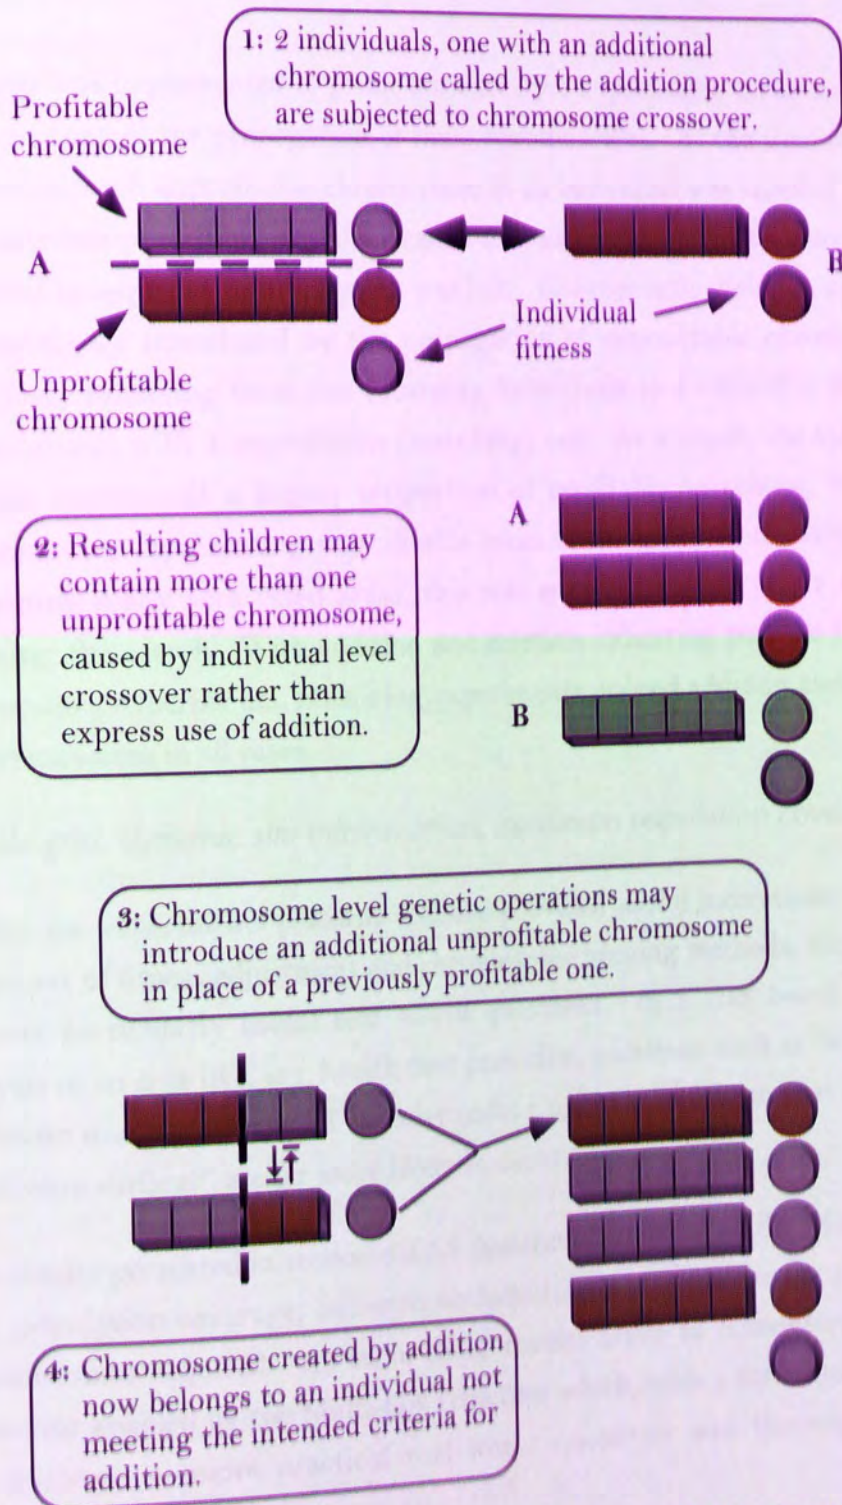 1: 2 individuals, one with an additional
chromosome called by the addition procedure,
are subjected to chromosome crossover.
Profitable
chromosome
A
B
Individual
fitness
Unprofitable
chromosome
2: Resulting children may
contain more than one
unprofitable chromosome,
caused by individual level
crossover rather than
express use of addition.
A
B
3: Chromosome level genetic operations may
introduce an additional unprofitable chromosome
in place of a previously profitable one.
4: Chromosome created by addition
now belongs to an individual not
meeting the intended criteria for
addition.